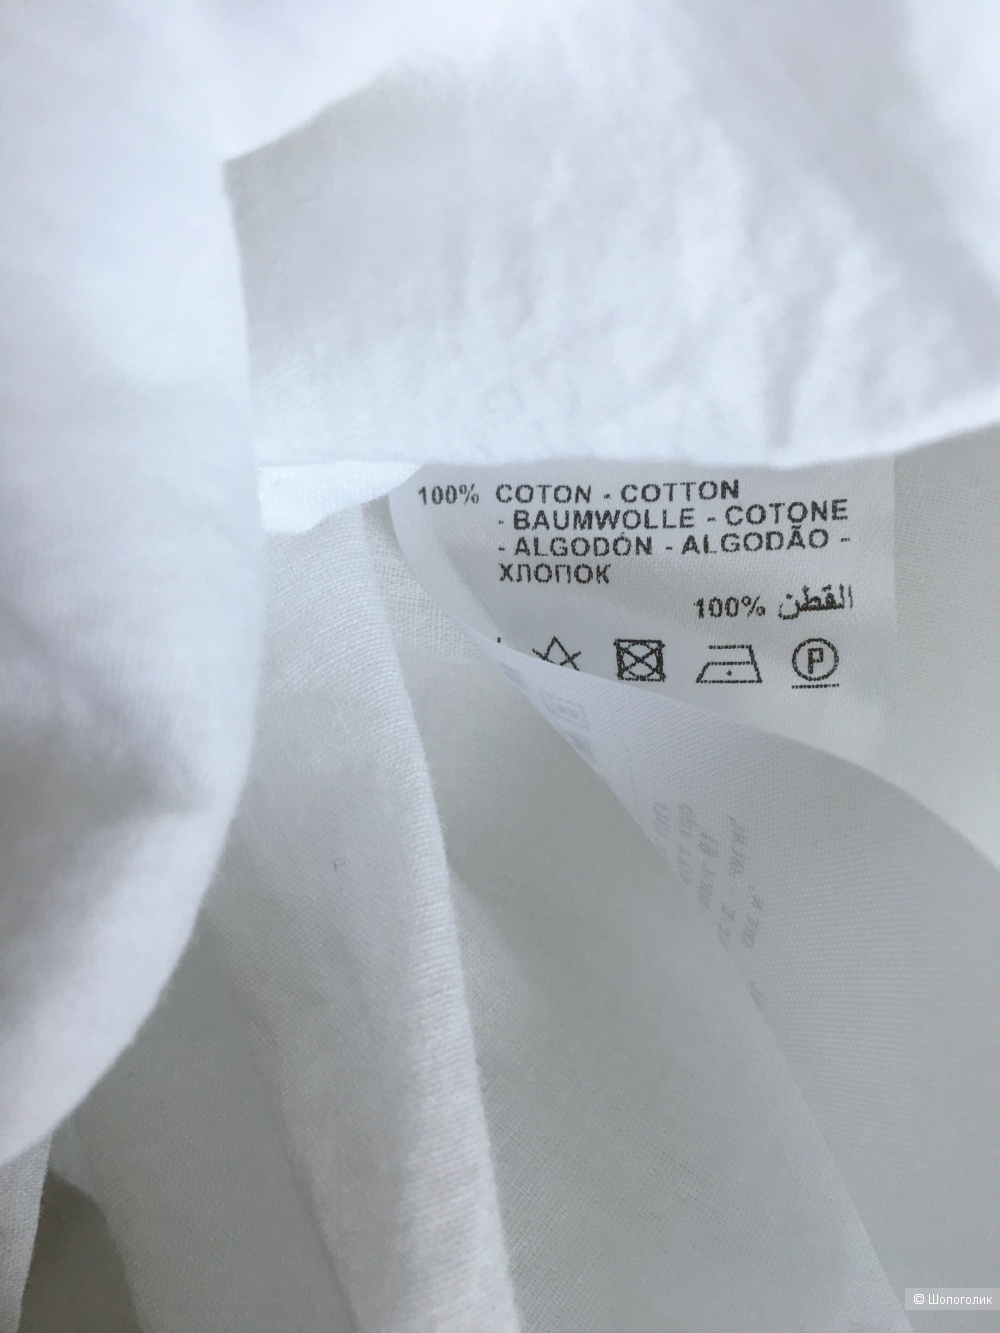 100% COTON - COTTON
- BAUMWOLLE - COTONE
- ALGODÓN - ALGODÃO -
ХЛОПОК
100% القطن
P
© Шопоголик